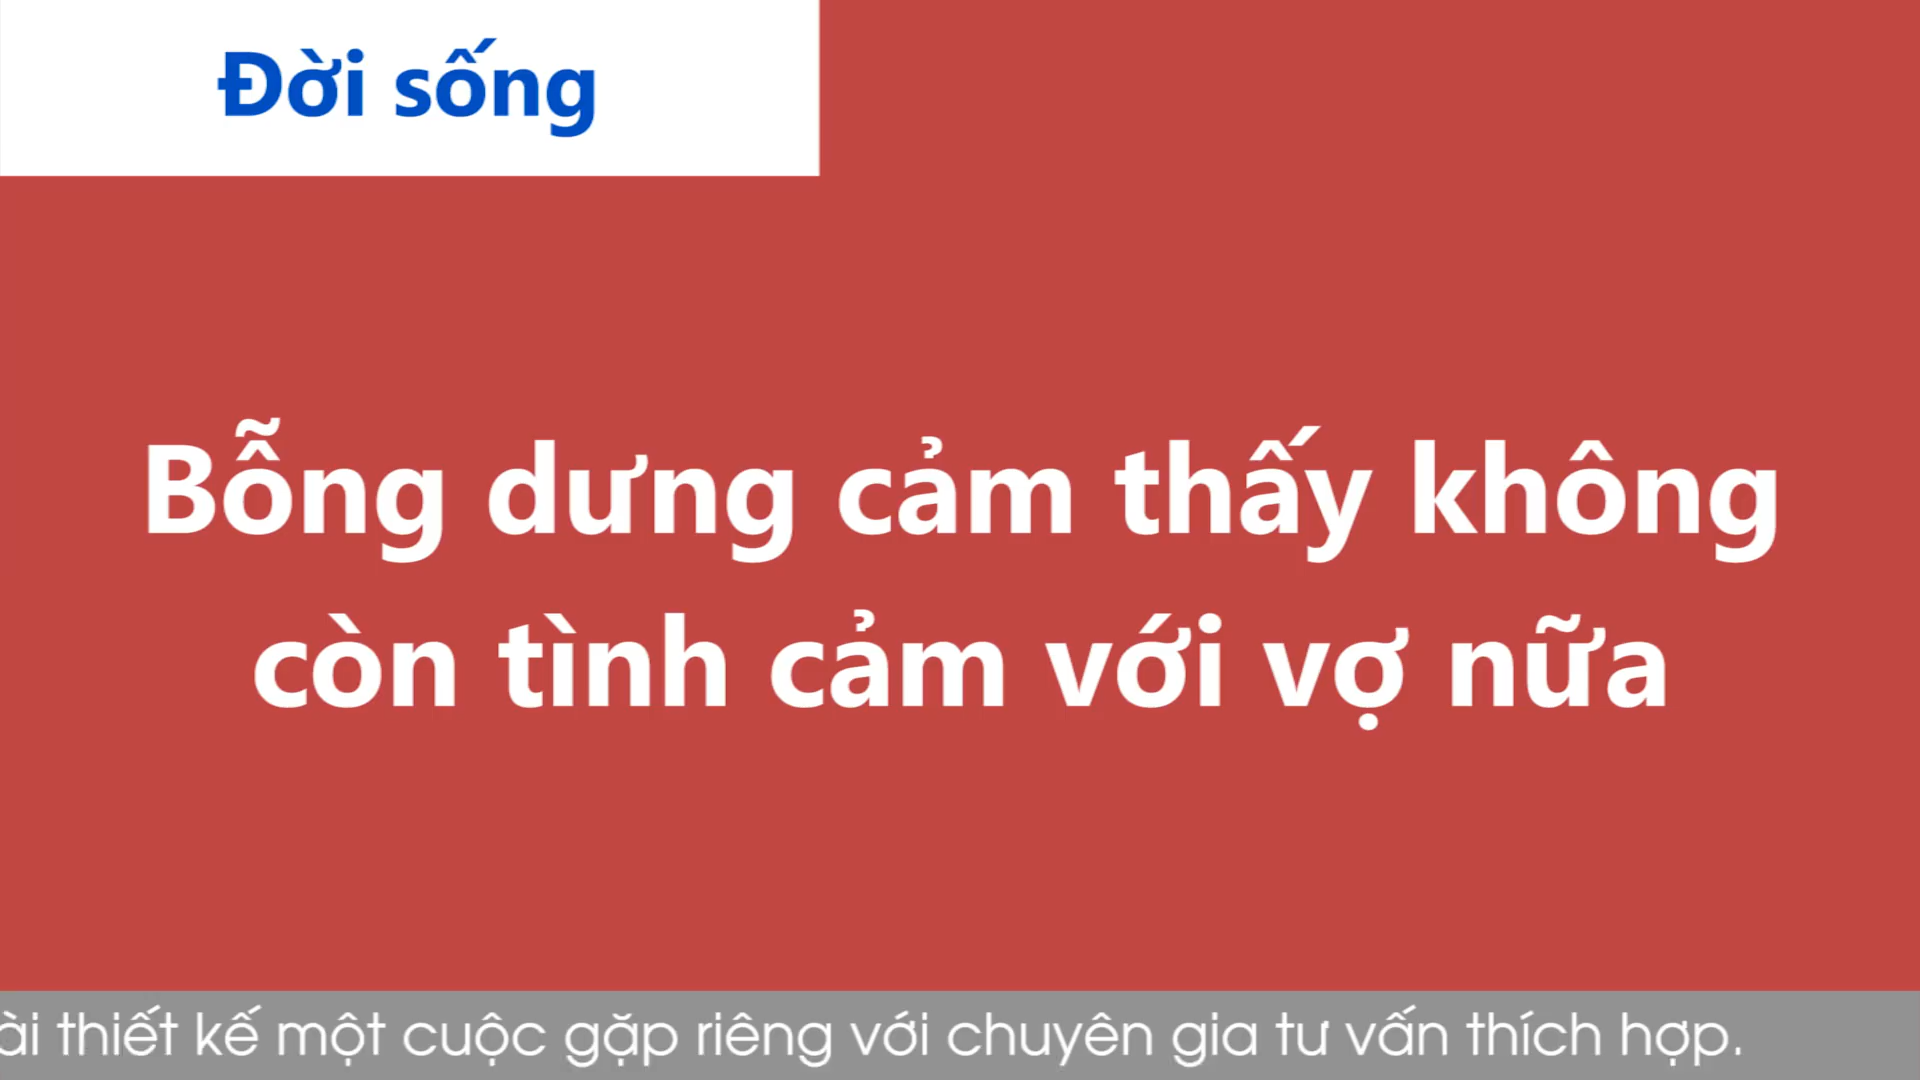 Đời sống
Bỗng dưng cảm thấy không
còn tình cảm với vợ nữa
thiết kế một cuộc gặp riêng với chuyên gia tư vấn thích hợp.